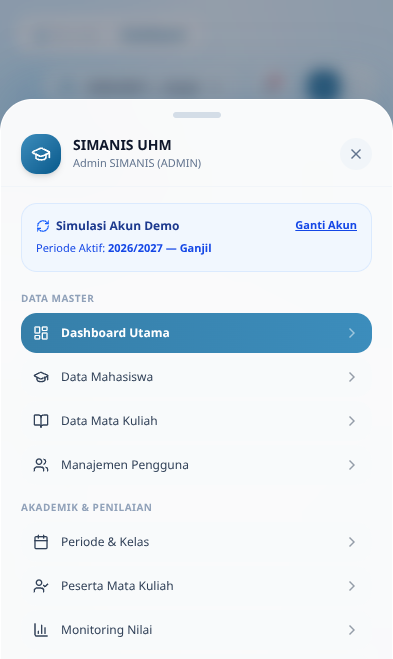 SIMANIS UHM
Admin SIMANIS (ADMIN)
Simulasi Akun Demo
Ganti Akun
Periode Aktif: 2026/2027 — Ganjil
DATA MASTER
Dashboard Utama
Data Mahasiswa
Data Mata Kuliah
Manajemen Pengguna
AKADEMIK & PENILAIAN
Periode & Kelas
Peserta Mata Kuliah
Monitoring Nilai